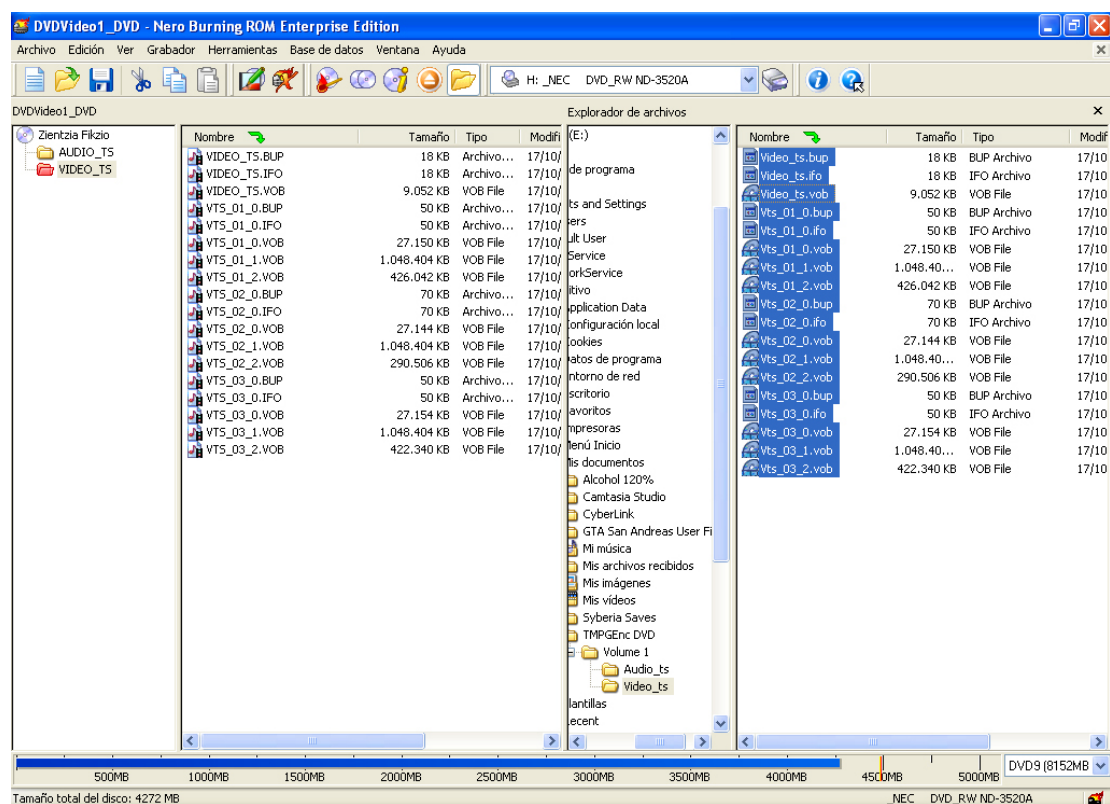 DVDVideo1_DVD - Nero Burning ROM Enterprise Edition
Archivo Edición Ver Grabador Herramientas Base de datos Ventana Ayuda
H: _NEC DVD_RW ND-3520A
DVDVideo1_DVD
Zientzia Fikzio
AUDIO_TS
VIDEO_TS
Nombre Tamaño Tipo Modifi
VIDEO_TS.BUP 18 KB Archivo... 17/10/
VIDEO_TS.IFO 18 KB Archivo... 17/10/
VIDEO_TS.VOB 9.052 KB VOB File 17/10/
VTS_01_0.BUP 50 KB Archivo... 17/10/
VTS_01_0.IFO 50 KB Archivo... 17/10/
VTS_01_0.VOB 27.150 KB VOB File 17/10/
VTS_01_1.VOB 1.048.404 KB VOB File 17/10/
VTS_01_2.VOB 426.042 KB VOB File 17/10/
VTS_02_0.BUP 70 KB Archivo... 17/10/
VTS_02_0.IFO 70 KB Archivo... 17/10/
VTS_02_0.VOB 27.144 KB VOB File 17/10/
VTS_02_1.VOB 1.048.404 KB VOB File 17/10/
VTS_02_2.VOB 290.506 KB VOB File 17/10/
VTS_03_0.BUP 50 KB Archivo... 17/10/
VTS_03_0.IFO 50 KB Archivo... 17/10/
VTS_03_0.VOB 27.154 KB VOB File 17/10/
VTS_03_1.VOB 1.048.404 KB VOB File 17/10/
VTS_03_2.VOB 422.340 KB VOB File 17/10/
Explorador de archivos
(E:)
de programa
ts and Settings
sers
ult User
Service
orkService
itivo
pplication Data
onfiguración local
ookies
atos de programa
ntorno de red
scritorio
avoritos
mpresoras
lenú Inicio
lis documentos
Alcohol 120%
Camtasia Studio
CyberLink
GTA San Andreas User Fi
Mi música
Mis archivos recibidos
Mis imágenes
Mis vídeos
Syberia Saves
TMPGEnc DVD
Volume 1
Audio_ts
Video_ts
lantillas
ecent
Nombre Tamaño Tipo Modif
Video_ts.bup 18 KB BUP Archivo 17/10
Video_ts.ifo 18 KB IFO Archivo 17/10
Video_ts.vob 9.052 KB VOB File 17/10
Vts_01_0.bup 50 KB BUP Archivo 17/10
Vts_01_0.ifo 50 KB IFO Archivo 17/10
Vts_01_0.vob 27.150 KB VOB File 17/10
Vts_01_1.vob 1.048.40... VOB File 17/10
Vts_01_2.vob 426.042 KB VOB File 17/10
Vts_02_0.bup 70 KB BUP Archivo 17/10
Vts_02_0.ifo 70 KB IFO Archivo 17/10
Vts_02_0.vob 27.144 KB VOB File 17/10
Vts_02_1.vob 1.048.40... VOB File 17/10
Vts_02_2.vob 290.506 KB VOB File 17/10
Vts_03_0.bup 50 KB BUP Archivo 17/10
Vts_03_0.ifo 50 KB IFO Archivo 17/10
Vts_03_0.vob 27.154 KB VOB File 17/10
Vts_03_1.vob 1.048.40... VOB File 17/10
Vts_03_2.vob 422.340 KB VOB File 17/10
500MB 1000MB 1500MB 2000MB 2500MB 3000MB 3500MB 4000MB 4500MB 5000MB DVD9 (8152MB
Tamaño total del disco: 4272 MB _NEC DVD_RW ND-3520A